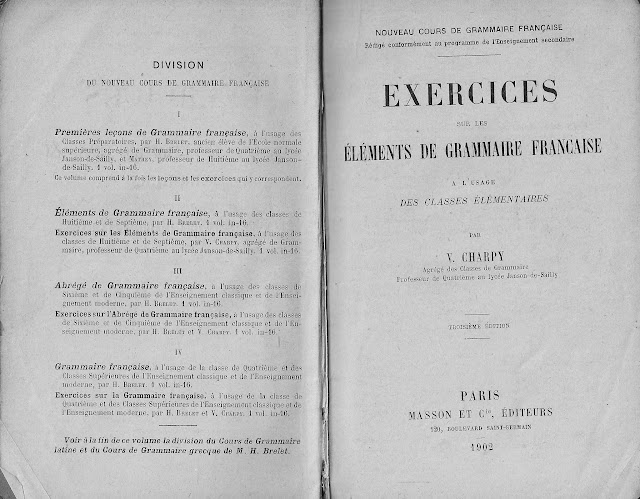 DIVISION
DU NOUVEAU COURS DE GRAMMAIRE FRANÇAISE
I
Premières leçons de Grammaire française, à l'usage des
Classes Préparatoires, par H. BRELET, ancien élève de l'École normale
supérieure, agrégé de Grammaire, professeur de Quatrième au lycée
Janson-de-Sailly, et MATREY, professeur de Huitième au lycée Janson-
de-Sailly. 1 vol. in-16.
Ce volume comprend à la fois les leçons et les exercices qui y correspondent.
II
Éléments de Grammaire française, à l'usage des classes de
Huitième et de Septième, par H. BRELET. 1 vol. in-16.
Exercices sur les Éléments de Grammaire française, à l'usage des
classes de Huitième et de Septième, par V. CHARPY, agrégé de Gram-
maire, professeur de Quatrième au lycée Janson-de-Sailly. 1 vol. in-16.
III
Abrégé de Grammaire française, à l'usage des classes de
Sixième et de Cinquième de l'Enseignement classique et de l'Ensei-
gnement moderne, par H. BRELET. 1 vol. in-16.
Exercices sur l'Abrégé de Grammaire française, à l'usage des classes
de Sixième et de Cinquième de l'Enseignement classique et de l'En-
seignement moderne, par H. BRELET et V. CHARPY. 1 vol. in-16.
IV
Grammaire française, à l'usage de la classe de Quatrième et des
Classes Supérieures de l'Enseignement classique et de l'Enseignement
moderne, par H. BRELET. 1 vol. in-16.
Exercices sur la Grammaire française, à l'usage de la classe de
Quatrième et des Classes Supérieures de l'Enseignement classique et de
l'Enseignement moderne, par H. BRELET et V. CHARPY. 1 vol. in-16.
Voir à la fin de ce volume la division du Cours de Grammaire
latine et du Cours de Grammaire grecque de M. H. Brelet.
NOUVEAU COURS DE GRAMMAIRE FRANÇAISE
Rédigé conformément au programme de l'Enseignement secondaire
EXERCICES
SUR LES
ÉLÉMENTS DE GRAMMAIRE FRANÇAISE
A L'USAGE
DES CLASSES ÉLÉMENTAIRES
PAR
V. CHARPY
Agrégé des Classes de Grammaire
Professeur de Quatrième au lycée Janson-de-Sailly
TROISIÈME ÉDITION
PARIS
MASSON ET Cie, ÉDITEURS
120, BOULEVARD SAINT-GERMAIN
1902